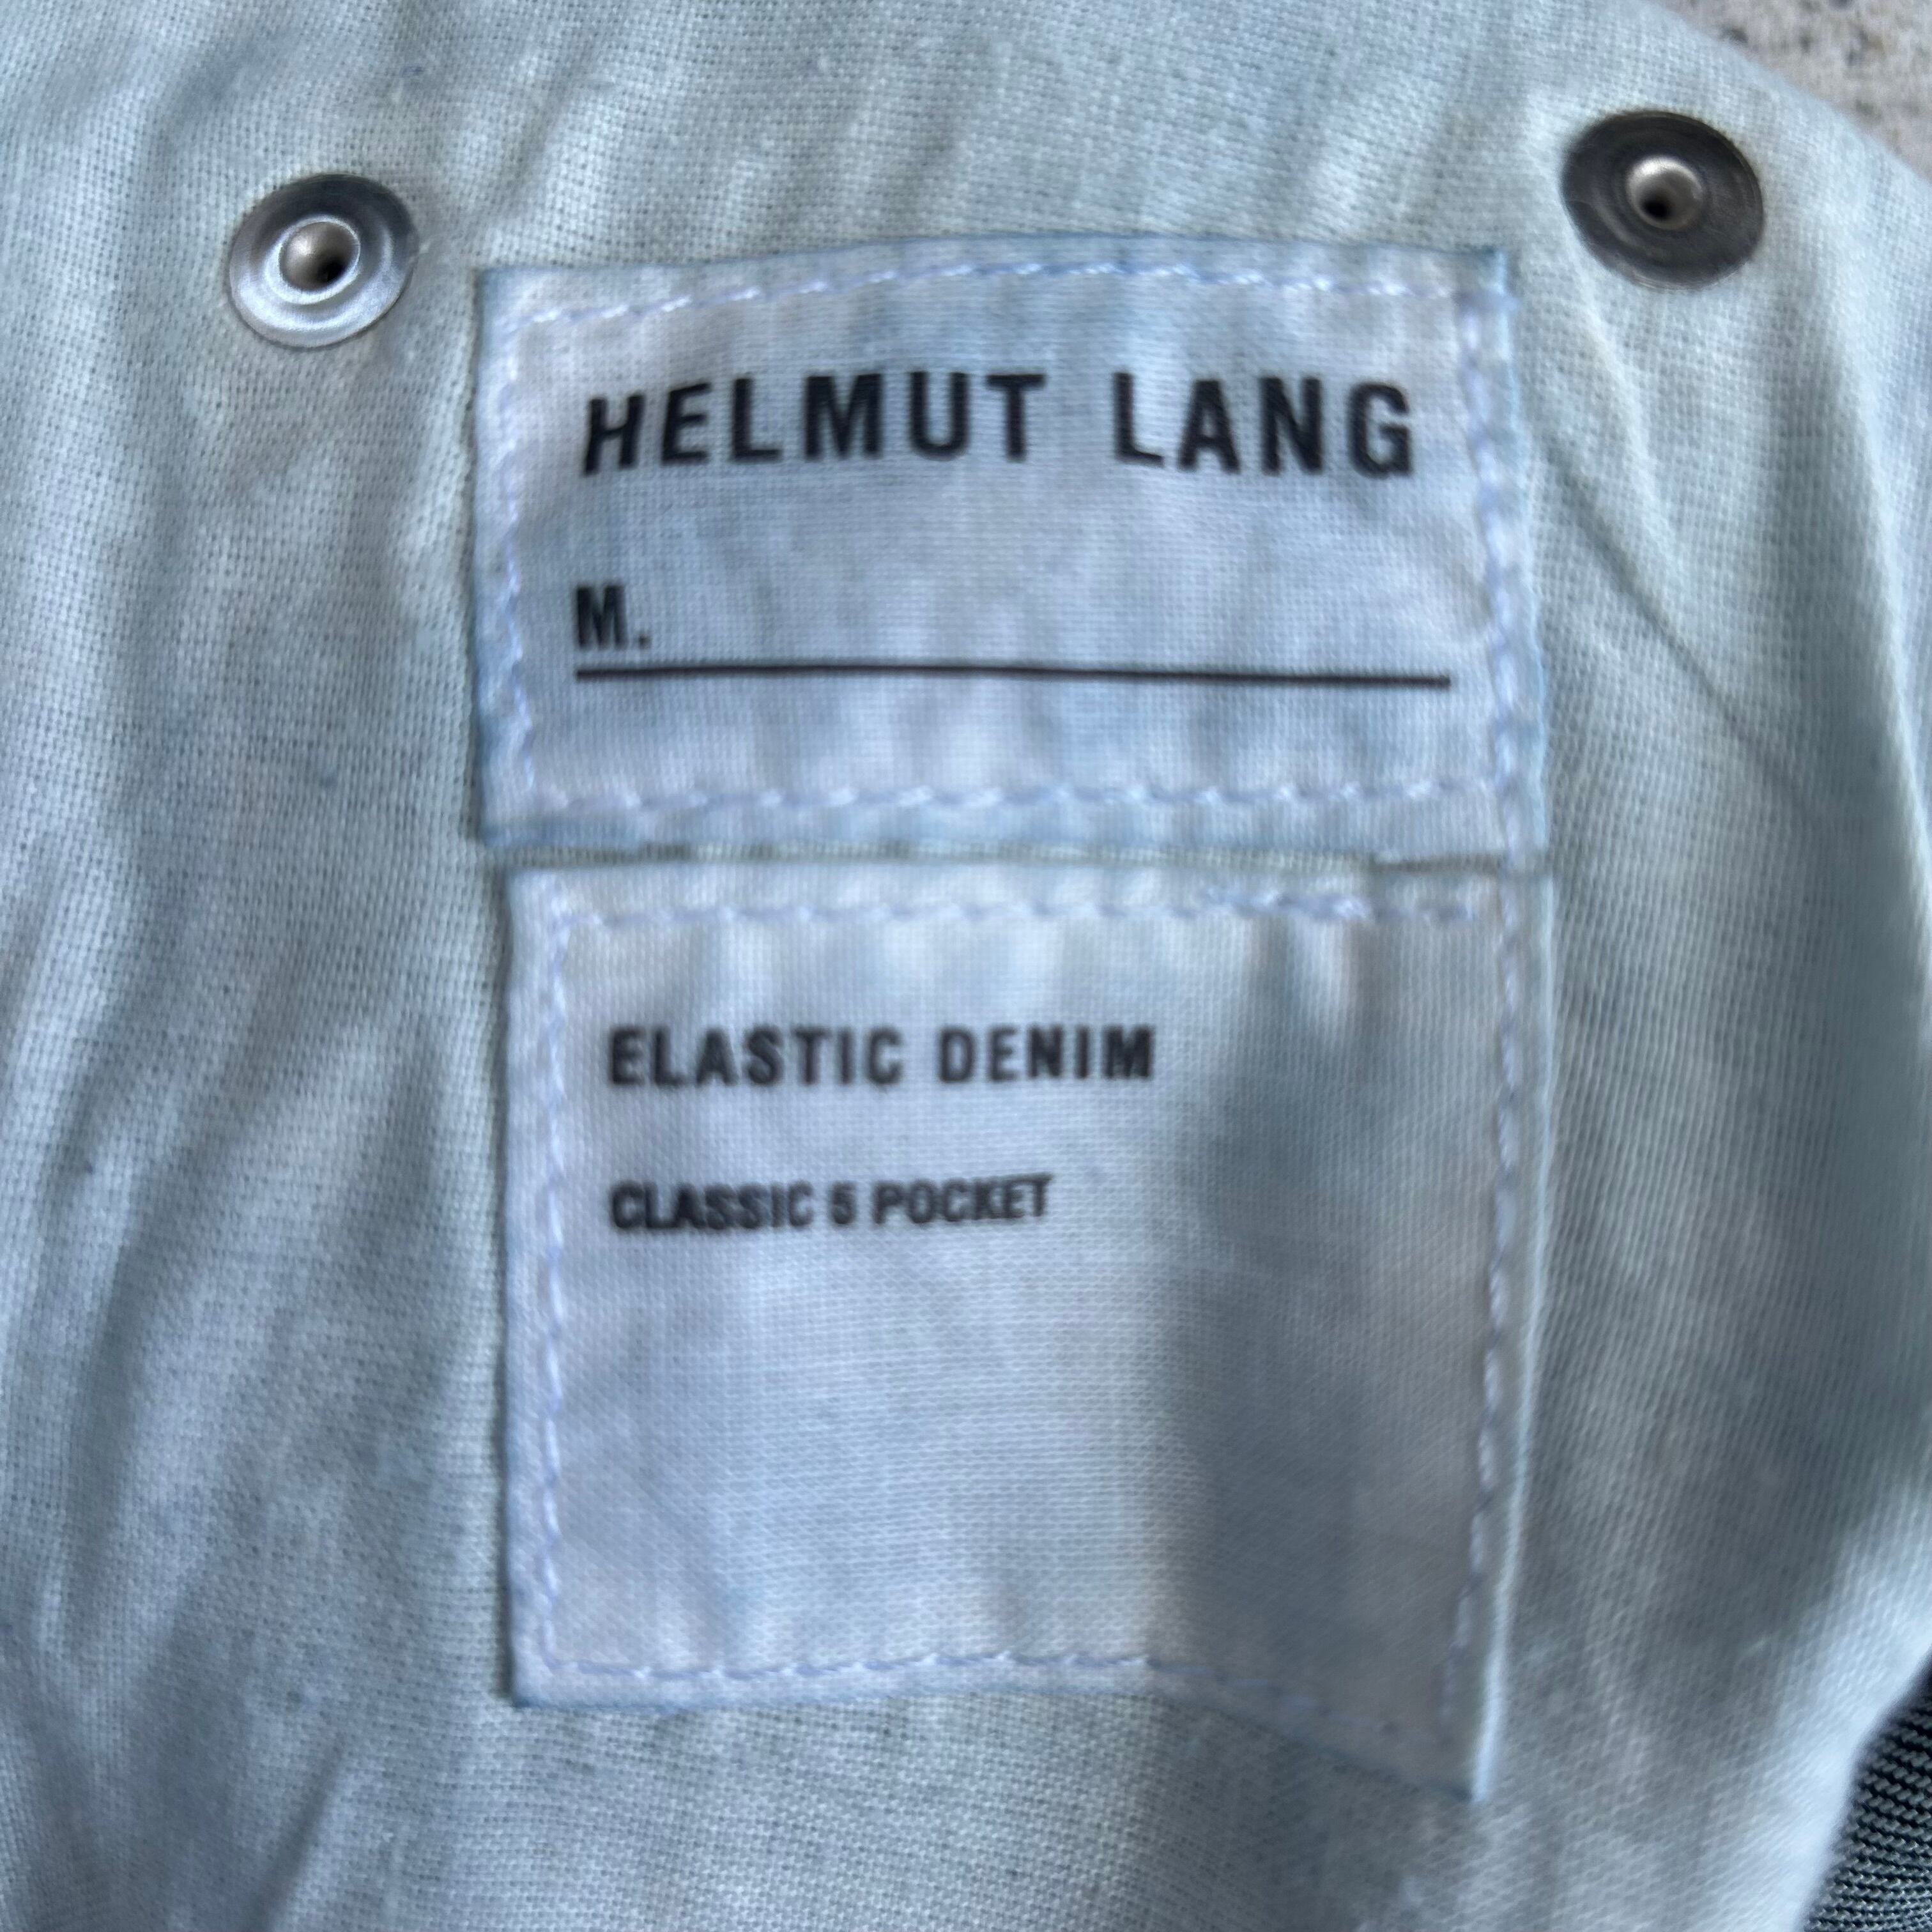 HELMUT LANG
M.
ELASTIC DENIM
CLASSIC 5 POCKET